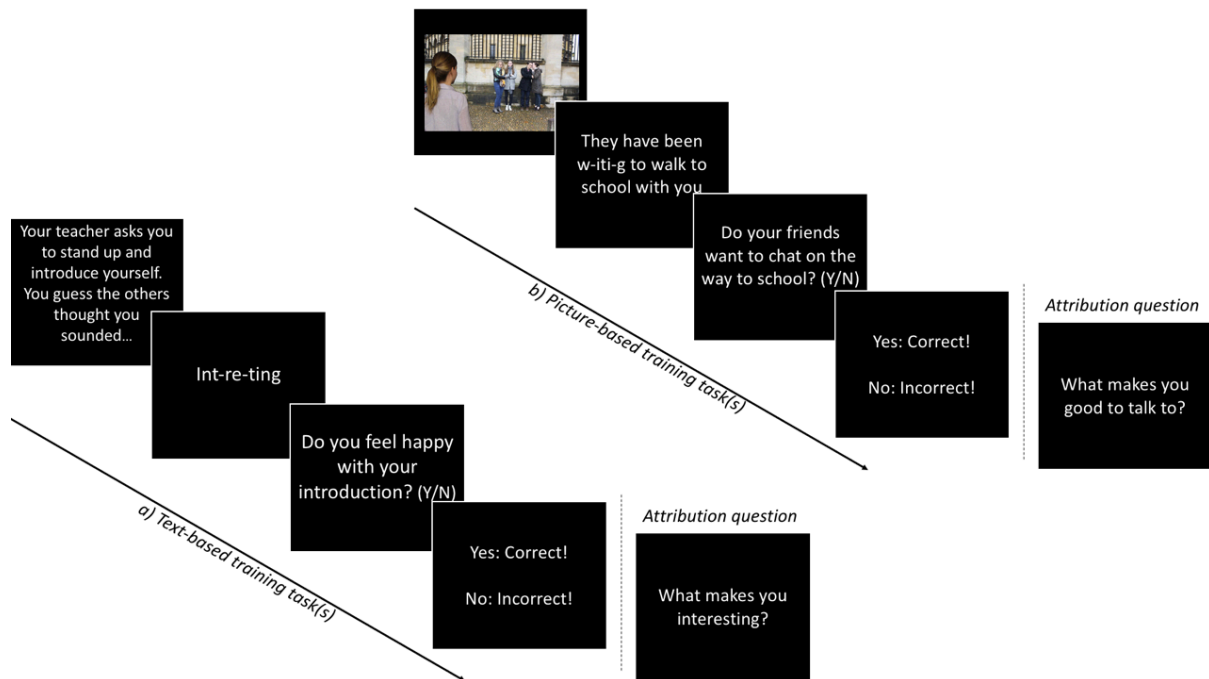 They have been
w-iti-g to walk to
school with you
Do your friends
want to chat on the
way to school? (Y/N)
Yes: Correct!
No: Incorrect!
Attribution question
What makes you
good to talk to?
b) Picture-based training task(s)
Your teacher asks you
to stand up and
introduce yourself.
You guess the others
thought you
sounded…
Int-re-ting
Do you feel happy
with your
introduction? (Y/N)
Yes: Correct!
No: Incorrect!
Attribution question
What makes you
interesting?
a) Text-based training task(s)